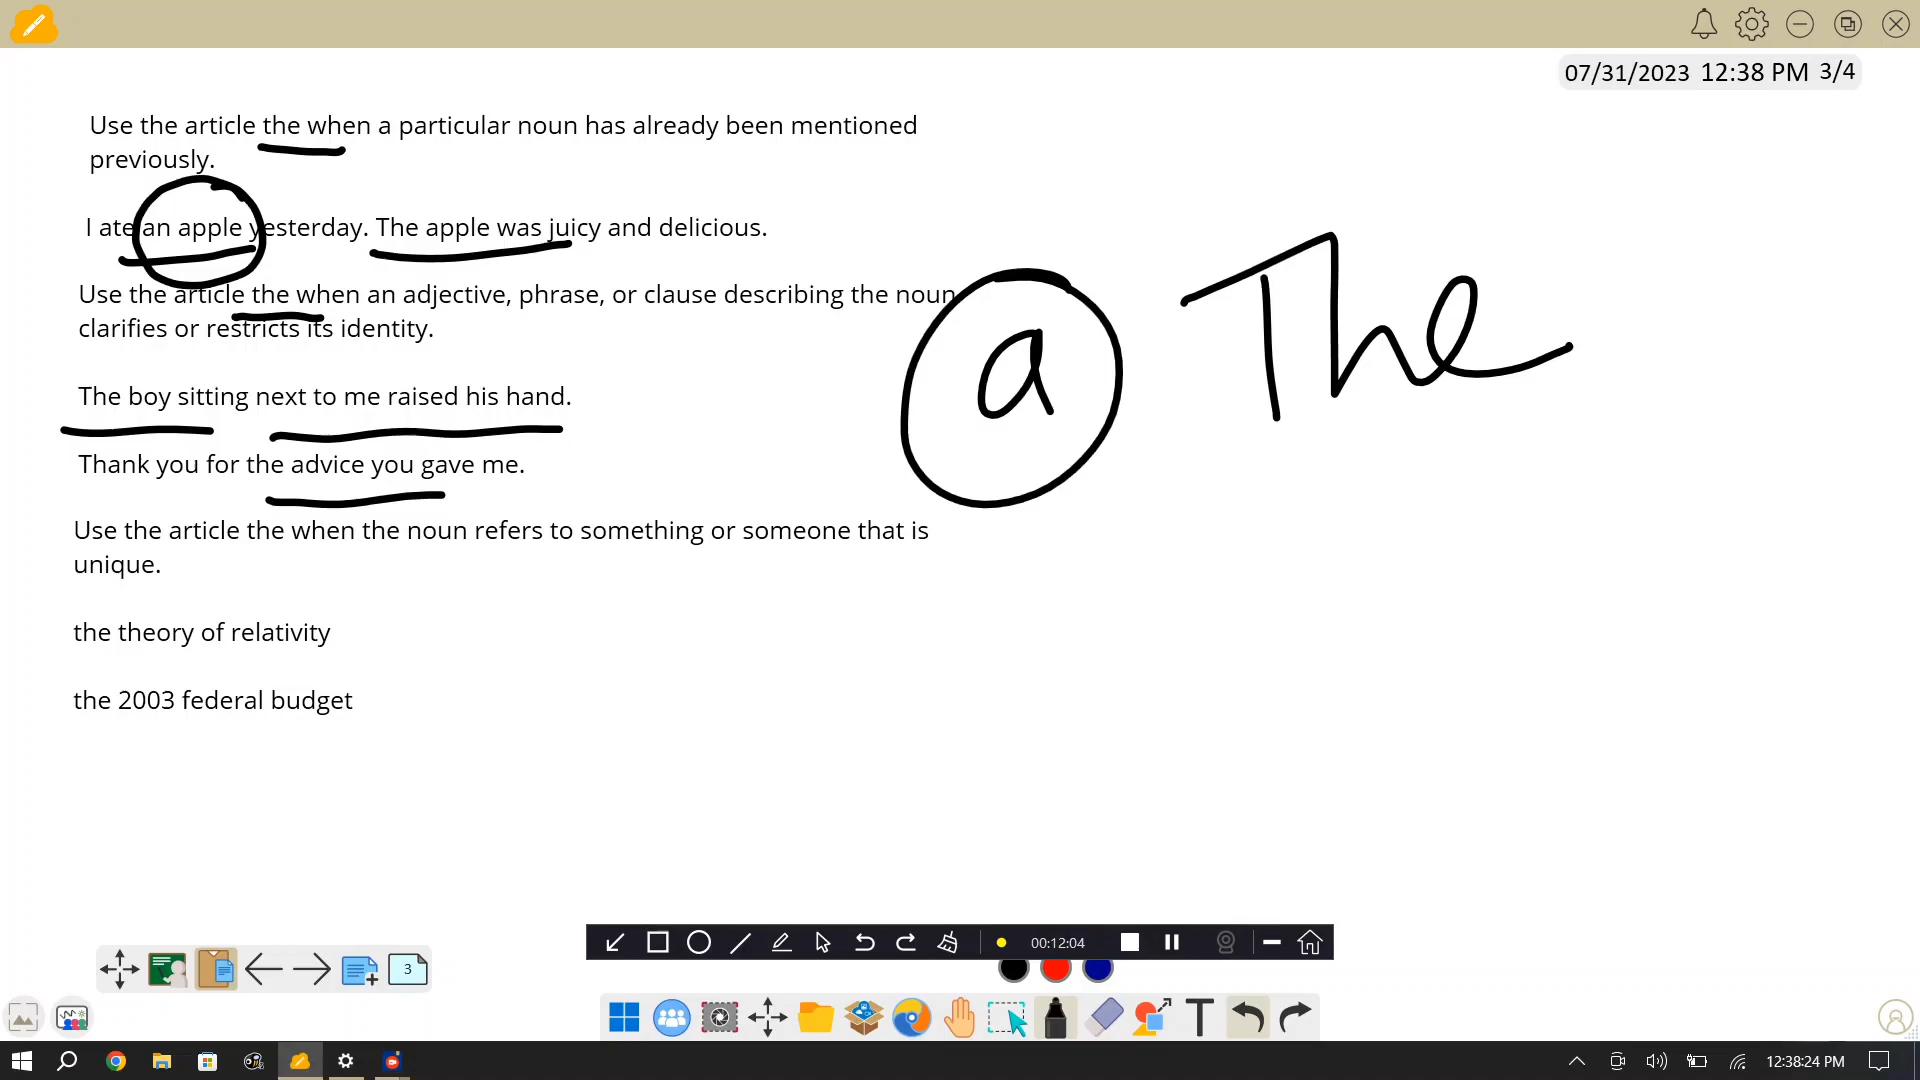 07/31/2023 12:38 PM 3/4
Use the article the when a particular noun has already been mentioned
previously.
I ate an apple yesterday. The apple was juicy and delicious.
Use the article the when an adjective, phrase, or clause describing the noun
clarifies or restricts its identity.
a The
The boy sitting next to me raised his hand.
Thank you for the advice you gave me.
Use the article the when the noun refers to something or someone that is
unique.
the theory of relativity
the 2003 federal budget
00:12:04
3
T
12:38:24 PM